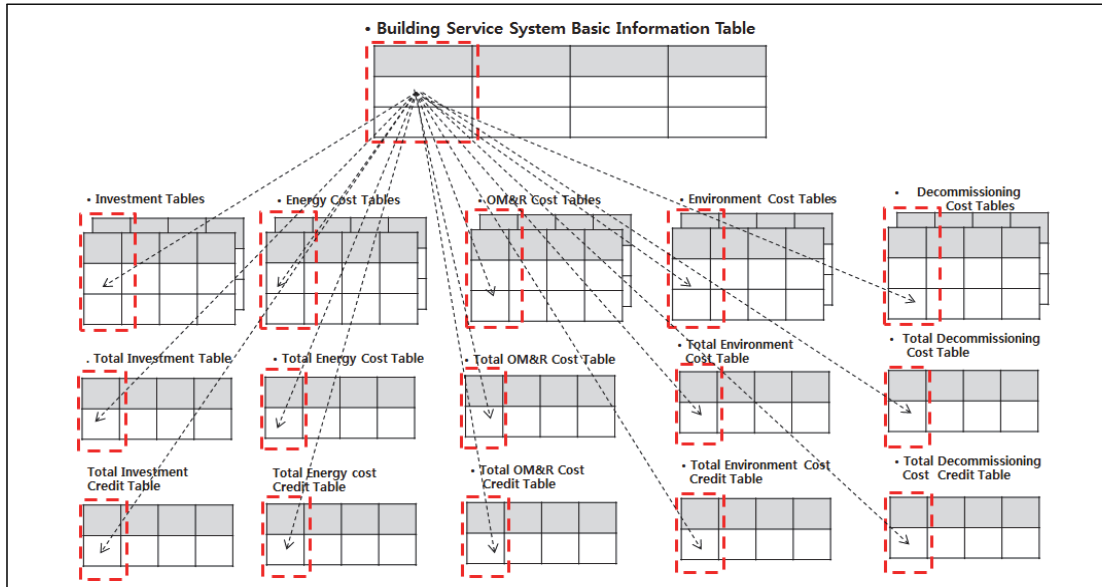 • Building Service System Basic Information Table
• Investment Tables
• Energy Cost Tables
• OM&R Cost Tables
• Environment Cost Tables
• Decommissioning
Cost Tables
. Total Investment Table
• Total Energy Cost Table
• Total OM&R Cost Table
• Total Environment
Cost Table
• Total Decommissioning
Cost Table
Total Investment
Credit Table
Total Energy cost
Credit Table
• Total OM&R Cost
Credit Table
• Total Environment Cost
Credit Table
• Total Decommissioning
Cost Credit Table